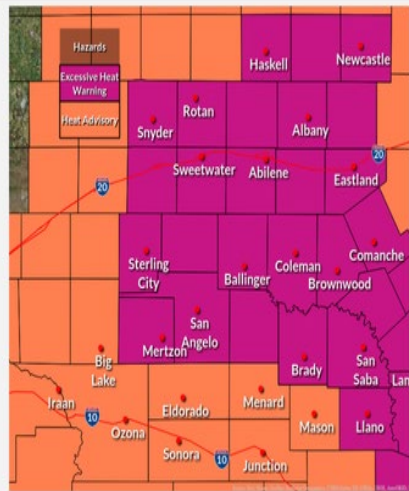 Hazards
Excessive Heat
Warning
Heat Advisory
Haskell
Newcastle
Rotan
Snyder
Albany
Sweetwater
Abilene
Eastland
20
20
Sterling
City
Ballinger
Coleman
Brownwood
Comanche
San
Angelo
Mertzon
Brady
San
Saba
Lam
Big
Lake
Iraan
10
Ozona
Eldorado
Menard
Mason
Llano
Sonora
10
Junction